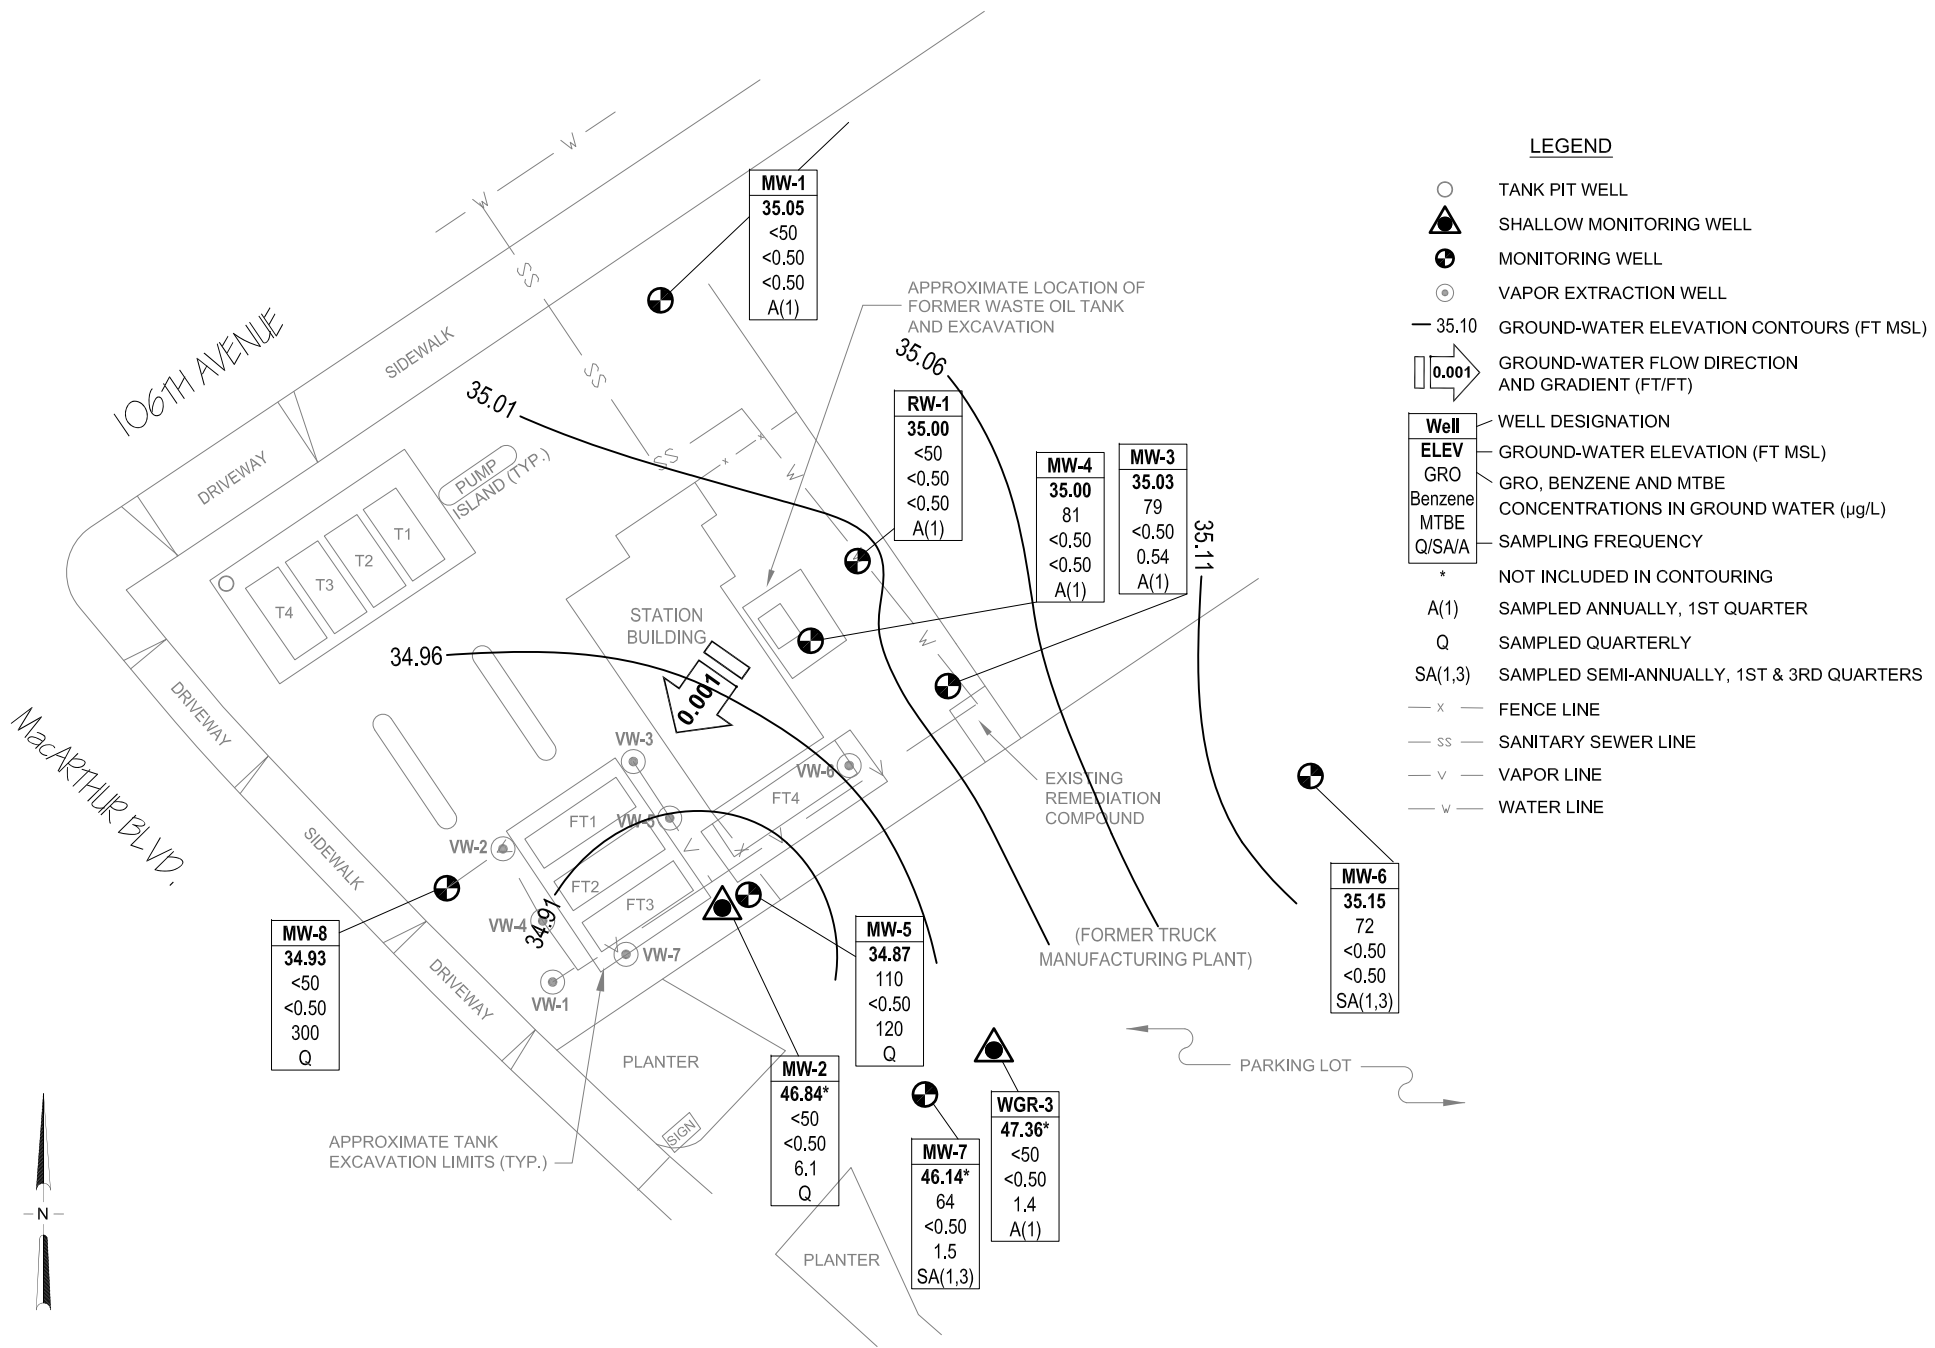 LEGEND
TANK PIT WELL
SHALLOW MONITORING WELL
MONITORING WELL
VAPOR EXTRACTION WELL
35.10 GROUND-WATER ELEVATION CONTOURS (FT MSL)
0.001
GROUND-WATER FLOW DIRECTION
AND GRADIENT (FT/FT)
Well WELL DESIGNATION
ELEV GROUND-WATER ELEVATION (FT MSL)
GRO
Benzene
MTBE
GRO, BENZENE AND MTBE
CONCENTRATIONS IN GROUND WATER (µg/L)
Q/SA/A SAMPLING FREQUENCY
* NOT INCLUDED IN CONTOURING
A(1) SAMPLED ANNUALLY, 1ST QUARTER
Q SAMPLED QUARTERLY
SA(1,3) SAMPLED SEMI-ANNUALLY, 1ST & 3RD QUARTERS
x FENCE LINE
SS SANITARY SEWER LINE
V VAPOR LINE
W WATER LINE
W
W
SS
SS
SS
MW-1
35.05
<50
<0.50
<0.50
A(1)
106TH AVENUE
SIDEWALK
DRIVEWAY
APPROXIMATE LOCATION OF
FORMER WASTE OIL TANK
AND EXCAVATION
35.06
35.01
RW-1
35.00
<50
<0.50
<0.50
A(1)
MW-4
35.00
81
<0.50
<0.50
A(1)
MW-3
35.03
79
<0.50
0.54
A(1)
35.11
PUMP
ISLAND (TYP.)
x
x
W
W
T1
T2
T3
T4
STATION
BUILDING
34.96
0.001
DRIVEWAY
MacARTHUR BLVD.
SIDEWALK
DRIVEWAY
VW-3
VW-6
VW-5
VW-2
VW-4
VW-7
VW-1
FT1
FT2
FT3
FT4
V
V
34.91
EXISTING
REMEDIATION
COMPOUND
MW-8
34.93
<50
<0.50
300
Q
MW-5
34.87
110
<0.50
120
Q
(FORMER TRUCK
MANUFACTURING PLANT)
MW-6
35.15
72
<0.50
<0.50
SA(1,3)
PARKING LOT
PLANTER
MW-2
46.84*
<50
<0.50
6.1
Q
WGR-3
47.36*
<50
<0.50
1.4
A(1)
MW-7
46.14*
64
<0.50
1.5
SA(1,3)
SIGN
APPROXIMATE TANK
EXCAVATION LIMITS (TYP.)
PLANTER
N